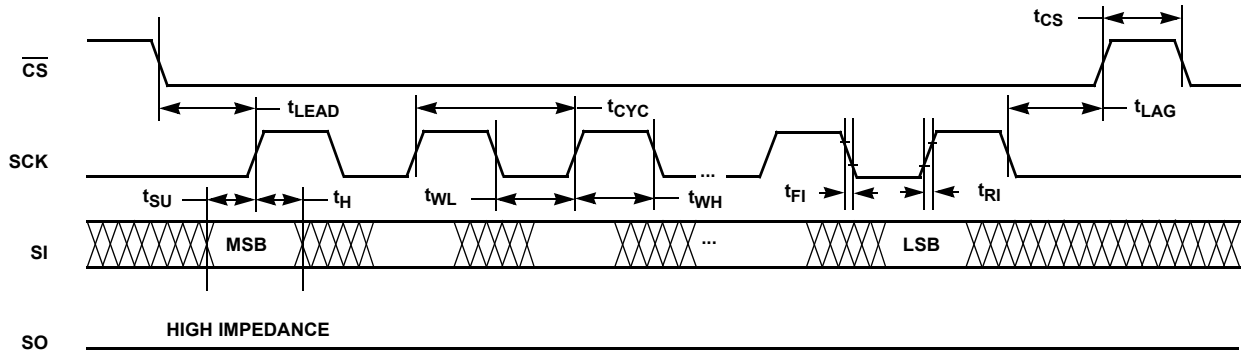 tCS
CS
tLEAD
tCYC
tLAG
SCK
...
tSU
tH
tWL
tWH
tFI
tRI
SI
MSB
...
LSB
HIGH IMPEDANCE
SO